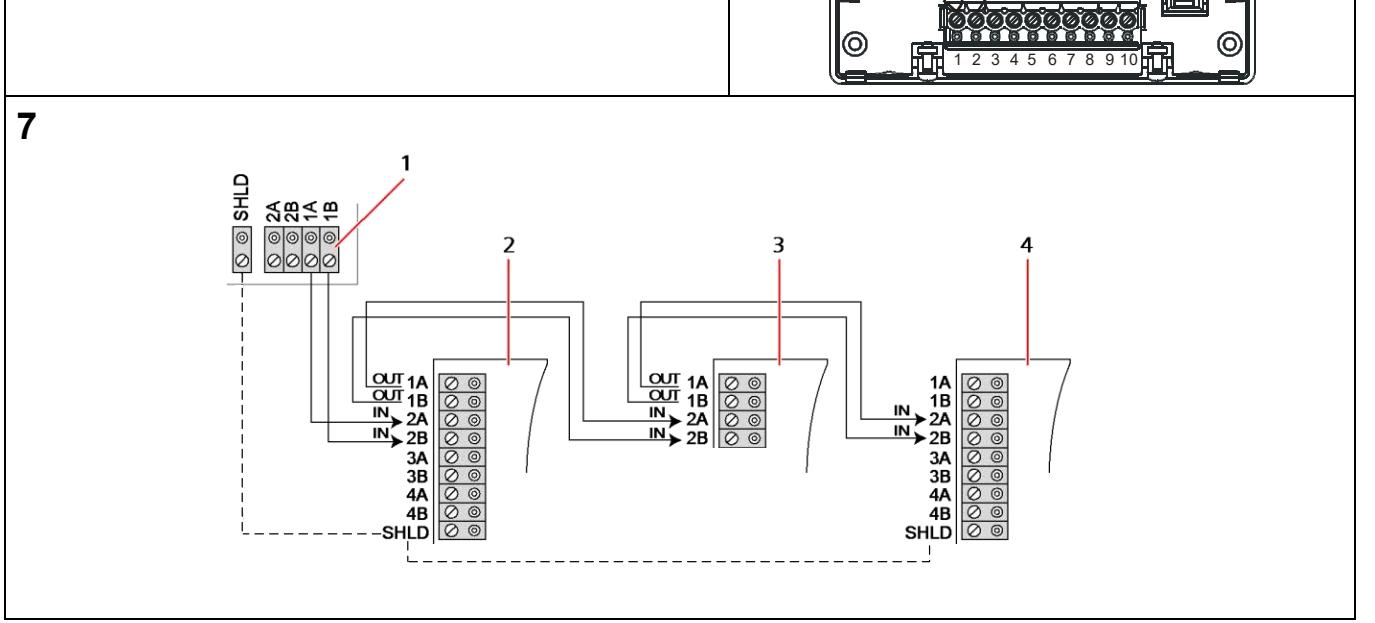 1 2 3 4 5 6 7 8 9 10
7
1
SHLD
2A
2B
1A
1B
2
3
4
OUT 1A
OUT 1B
IN 2A
IN 2B
3A
3B
4A
4B
SHLD
OUT 1A
OUT 1B
IN 2A
IN 2B
1A
1B
IN 2A
IN 2B
3A
3B
4A
4B
SHLD